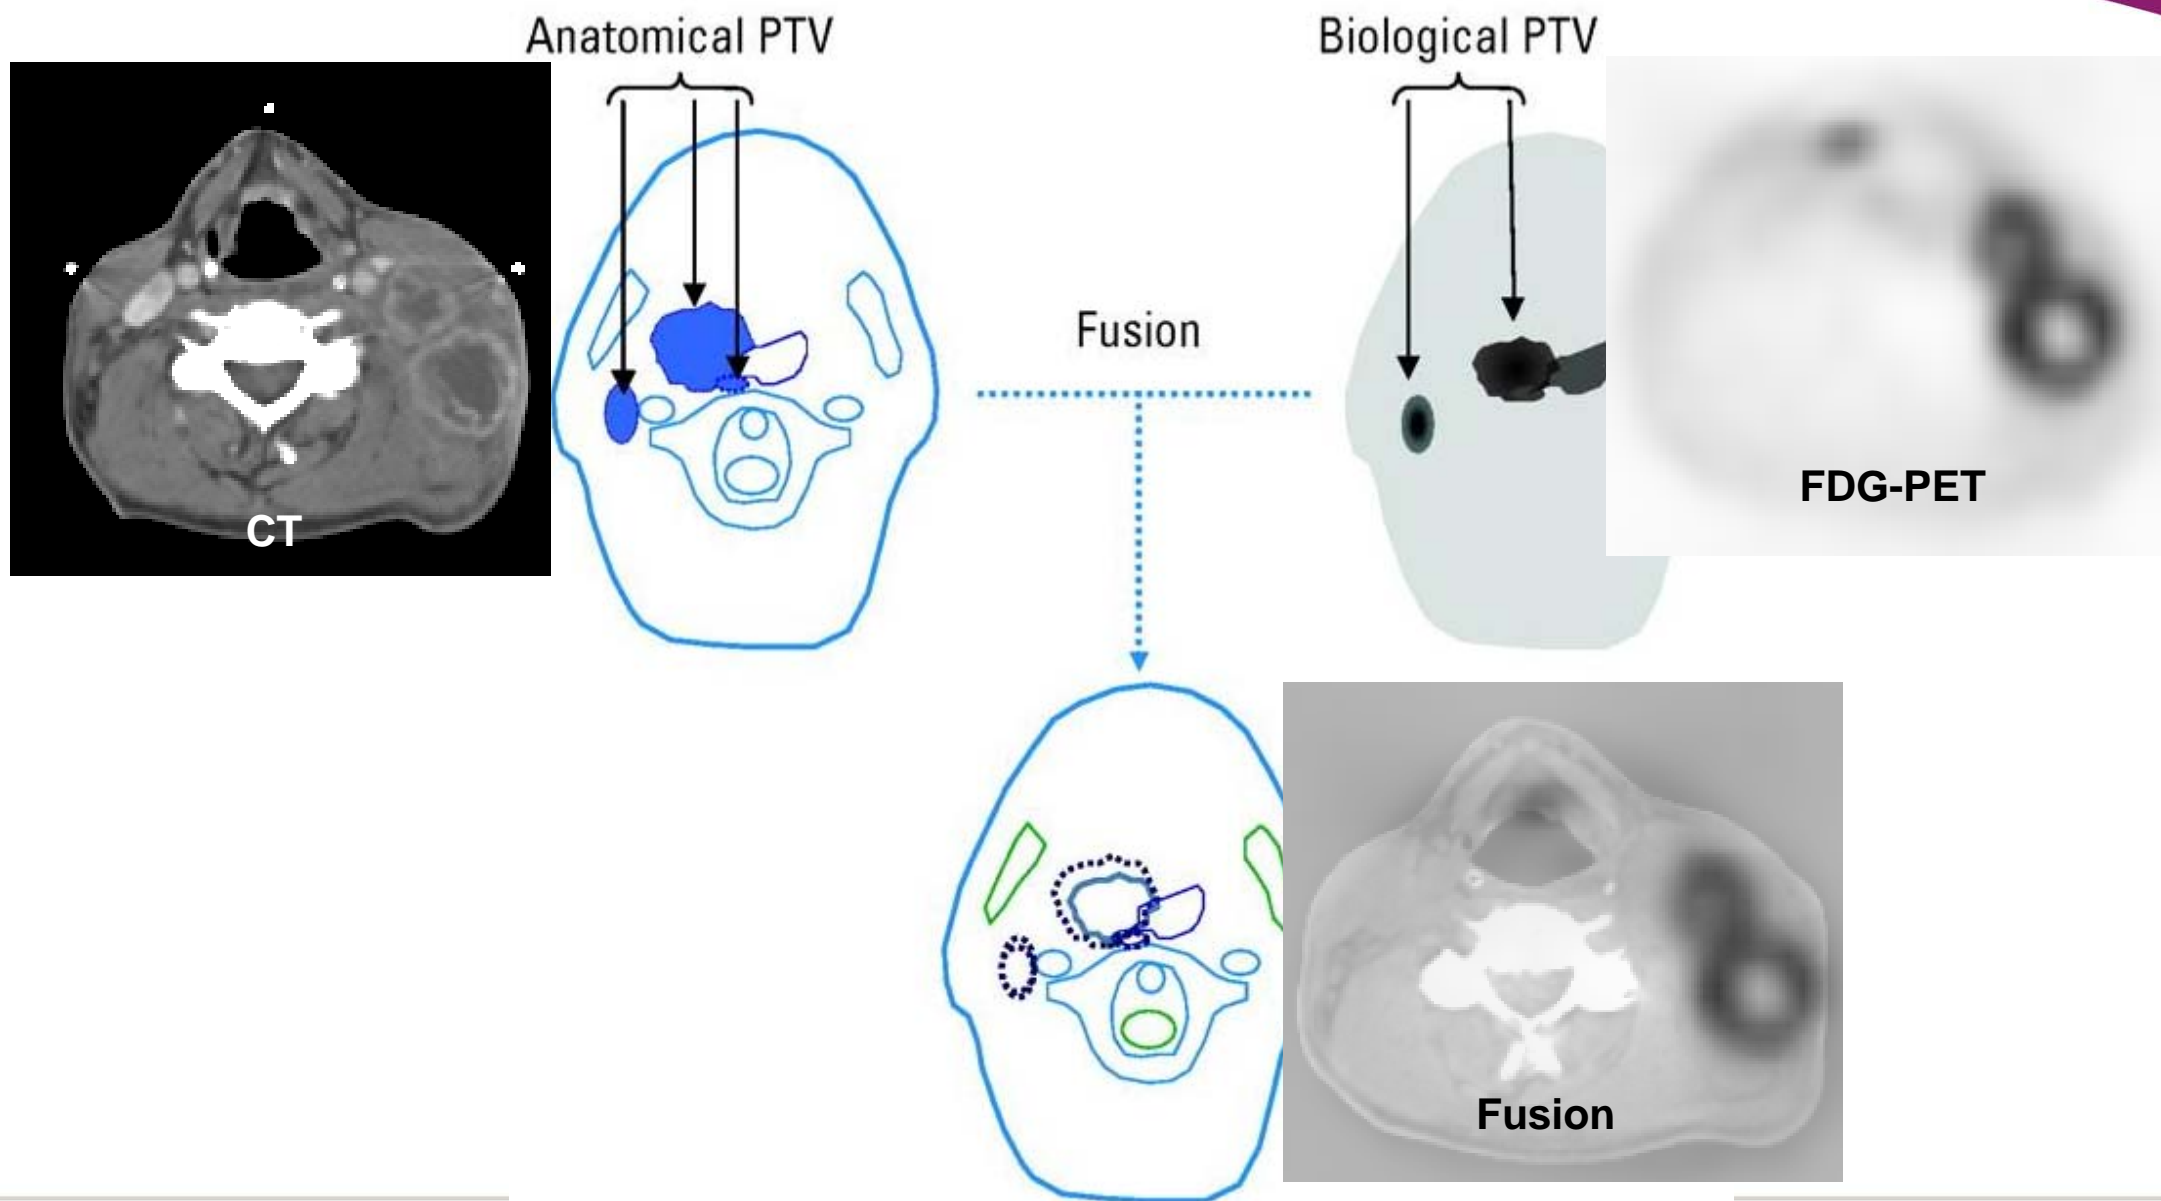 Anatomical PTV
Biological PTV
CT
Fusion
FDG-PET
Fusion